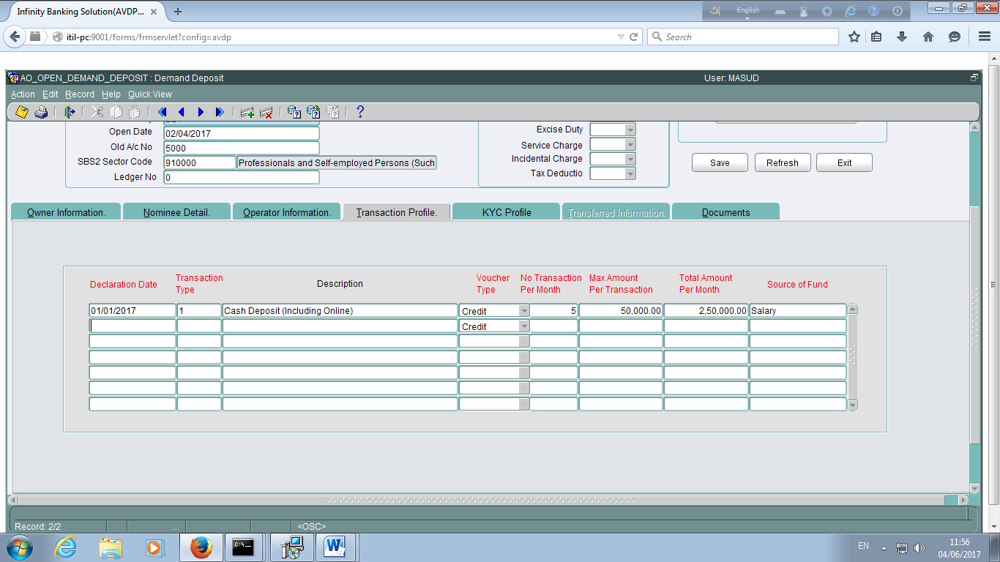 Infinity Banking Solution(AVDP...
English
itil-pc:9001/forms/frmservlet?config=avdp
Search
AO_OPEN_DEMAND_DEPOSIT : Demand Deposit User: MASUD
Action Edit Record Help Quick View
Open Date 02/04/2017
Old A/c No 5000
SBS2 Sector Code 910000 Professionals and Self-employed Persons (Such
Ledger No 0
Excise Duty
Service Charge
Incidental Charge
Tax Deductio
Save Refresh Exit
Owner Information. Nominee Detail. Operator Information. Transaction Profile. KYC Profile Transferred Information. Documents
Declaration Date Transaction Type Description Voucher Type No Transaction Per Month Max Amount Per Transaction Total Amount Per Month Source of Fund
01/01/2017 1 Cash Deposit (Including Online) Credit 5 50,000.00 2,50,000.00 Salary
Credit
Record: 2/2 ... <OSC>
EN 11:56
04/06/2017